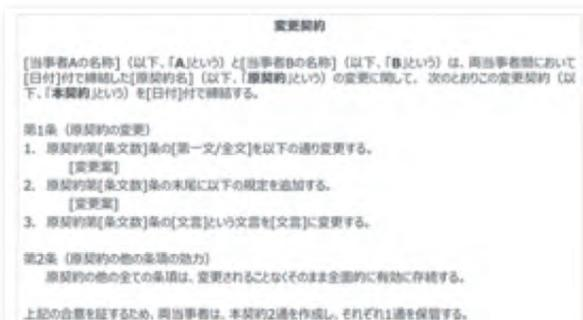 変更契約
[当事者Aの名称]（以下、「A」という）と[当事者Bの名称]（以下、「B」という）は、両当事者間において
[日付]付で締結した[原契約名]（以下、「原契約」という）の変更に関して、次のとおりこの変更契約（以
下、「本契約」という）を[日付]付で締結する。
第1条（原契約の変更）
1. 原契約第[条文数]条の[第一文/全文]を以下の通り変更する。
[変更案]
2. 原契約第[条文数]条の末尾に以下の規定を追加する。
[変更案]
3. 原契約第[条文数]条の[文言]という文言を[文言]に変更する。
第2条（原契約の他の条項の効力）
原契約の他の全ての条項は、変更されることなくそのまま全面的に有効に存続する。
上記の合意を証するため、両当事者は、本契約2通を作成し、それぞれ1通を保管する。